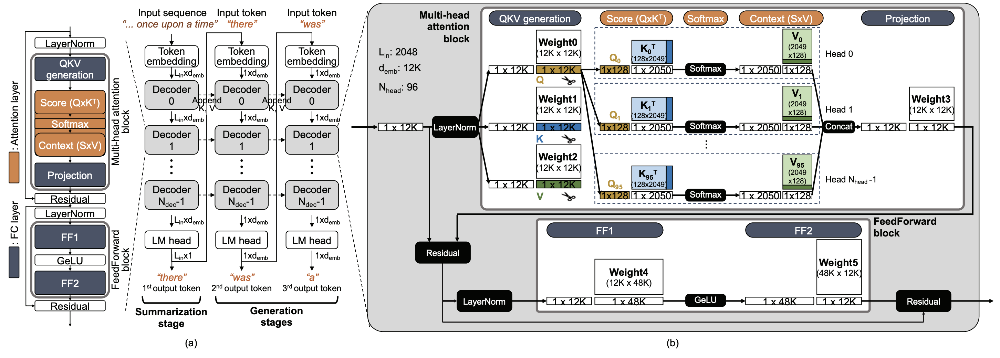 : Attention layer
: FC layer
LayerNorm
QKV
generation
Score (QxKᵀ)
Softmax
Context (SxV)
Projection
Residual
LayerNorm
FF1
GeLU
FF2
Residual
Multi-head attention
block
FeedForward
block
Input sequence
“... once upon a time”
Token
embedding
Linxdemb
Decoder
0
Append
K, V
Linxdemb
Decoder
1
Decoder
Ndec-1
Linxdemb
LM head
Linx1
“there”
1st output token
Summarization
stage
Input token
“there”
Token
embedding
1xdemb
Decoder
0
Append
K, V
1xdemb
Decoder
1
Decoder
Ndec-1
1xdemb
LM head
1xdemb
“was”
2nd output token
Input token
“was”
Token
embedding
1xdemb
Decoder
0
1xdemb
Decoder
1
Decoder
Ndec-1
1xdemb
LM head
1xdemb
“a”
3rd output token
Generation
stages
(a)
Multi-head
attention
block
Lin: 2048
demb: 12K
Nhead: 96
1 x 12K
LayerNorm
QKV generation
Weight0
(12K x 12K)
1 x 12K
1 x 12K
Q
Weight1
(12K x 12K)
1 x 12K
1 x 12K
K
Weight2
(12K x 12K)
1 x 12K
1 x 12K
V
Score (QxKᵀ)
Softmax
Context (SxV)
Projection
Q0
1x128
K0ᵀ
(128x2049)
1 x 2050
Softmax
1 x 2050
V0
(2049
x128)
1x128
Head 0
Q1
1x128
K1ᵀ
(128x2049)
1 x 2050
Softmax
1 x 2050
V1
(2049
x128)
1x128
Head 1
Q95
1x128
K95ᵀ
(128x2049)
1 x 2050
Softmax
1 x 2050
V95
(2049
x128)
1x128
Head Nhead -1
Concat
1 x 12K
Weight3
(12K x 12K)
1 x 12K
Residual
LayerNorm
FeedForward
block
FF1
FF2
1 x 12K
Weight4
(12K x 48K)
1 x 48K
GeLU
1 x 48K
Weight5
(48K x 12K)
1 x 12K
Residual
(b)